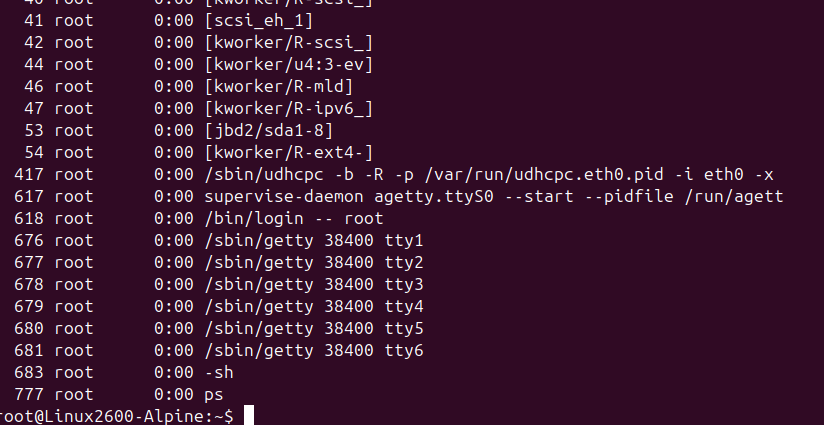 40 root 0:00 [kworker/R-scsi_]
41 root 0:00 [scsi_eh_1]
42 root 0:00 [kworker/R-scsi_]
44 root 0:00 [kworker/u4:3-ev]
46 root 0:00 [kworker/R-mld]
47 root 0:00 [kworker/R-ipv6_]
53 root 0:00 [jbd2/sda1-8]
54 root 0:00 [kworker/R-ext4-]
417 root 0:00 /sbin/udhcpc -b -R -p /var/run/udhcpc.eth0.pid -i eth0 -x
617 root 0:00 supervise-daemon agetty.ttyS0 --start --pidfile /run/agett
618 root 0:00 /bin/login -- root
676 root 0:00 /sbin/getty 38400 tty1
677 root 0:00 /sbin/getty 38400 tty2
678 root 0:00 /sbin/getty 38400 tty3
679 root 0:00 /sbin/getty 38400 tty4
680 root 0:00 /sbin/getty 38400 tty5
681 root 0:00 /sbin/getty 38400 tty6
683 root 0:00 -sh
777 root 0:00 ps
root@Linux2600-Alpine:~$